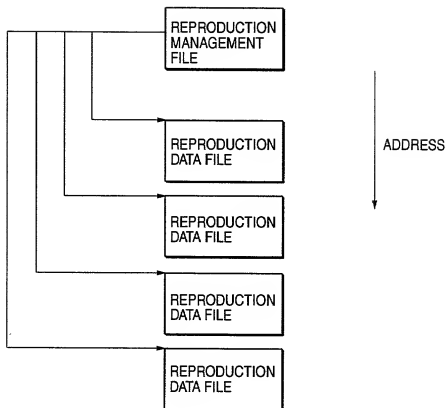 REPRODUCTION
MANAGEMENT
FILE
REPRODUCTION
DATA FILE
ADDRESS
REPRODUCTION
DATA FILE
REPRODUCTION
DATA FILE
REPRODUCTION
DATA FILE